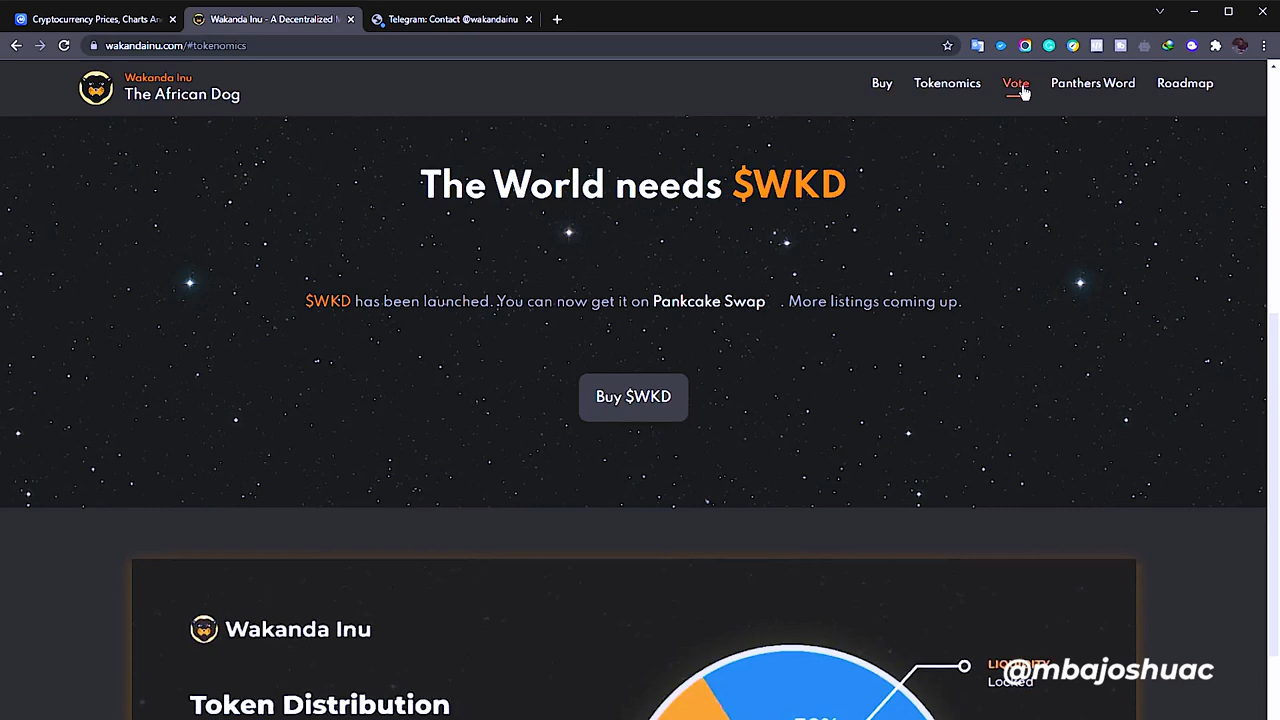 Cryptocurrency Prices, Charts An
Wakanda Inu - A Decentralized M
Telegram: Contact @wakandainu
wakandainu.com/#tokenomics
Wakanda Inu
The African Dog
Buy
Tokenomics
Vote
Panthers Word
Roadmap
The World needs $WKD
$WKD has been launched. You can now get it on Pankcake Swap . More listings coming up.
Buy $WKD
Wakanda Inu
Token Distribution
LIQUIDITY
Locked
@mbajoshuac